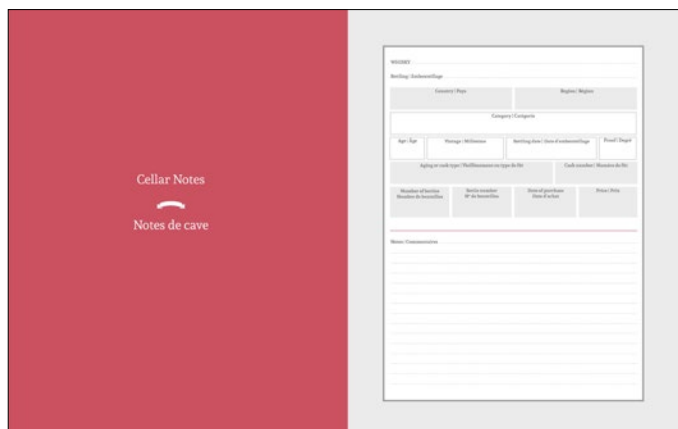 Cellar Notes
Notes de cave
WHISKY
Bottling | Embouteillage
Country | Pays
Region | Région
Category | Catégorie
Age | Âge
Vintage | Millésime
Bottling date | Date d'embouteillage
Proof | Degré
Aging or cask type | Vieillissement ou type de fût
Cask number | Numéro de fût
Number of bottles
Nombre de bouteilles
Bottle number
Nº de bouteilles
Date of purchase
Date d'achat
Price | Prix
Notes | Commentaires